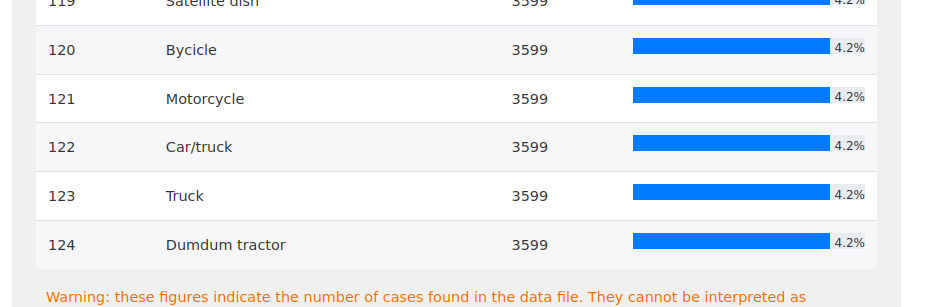 119 Satellite dish 3599 4.2%
120 Bycicle 3599 4.2%
121 Motorcycle 3599 4.2%
122 Car/truck 3599 4.2%
123 Truck 3599 4.2%
124 Dumdum tractor 3599 4.2%
Warning: these figures indicate the number of cases found in the data file. They cannot be interpreted as